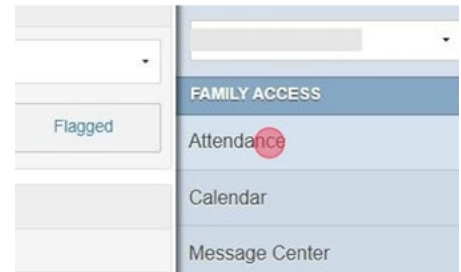 FAMILY ACCESS
Flagged
Attendance
Calendar
Message Center